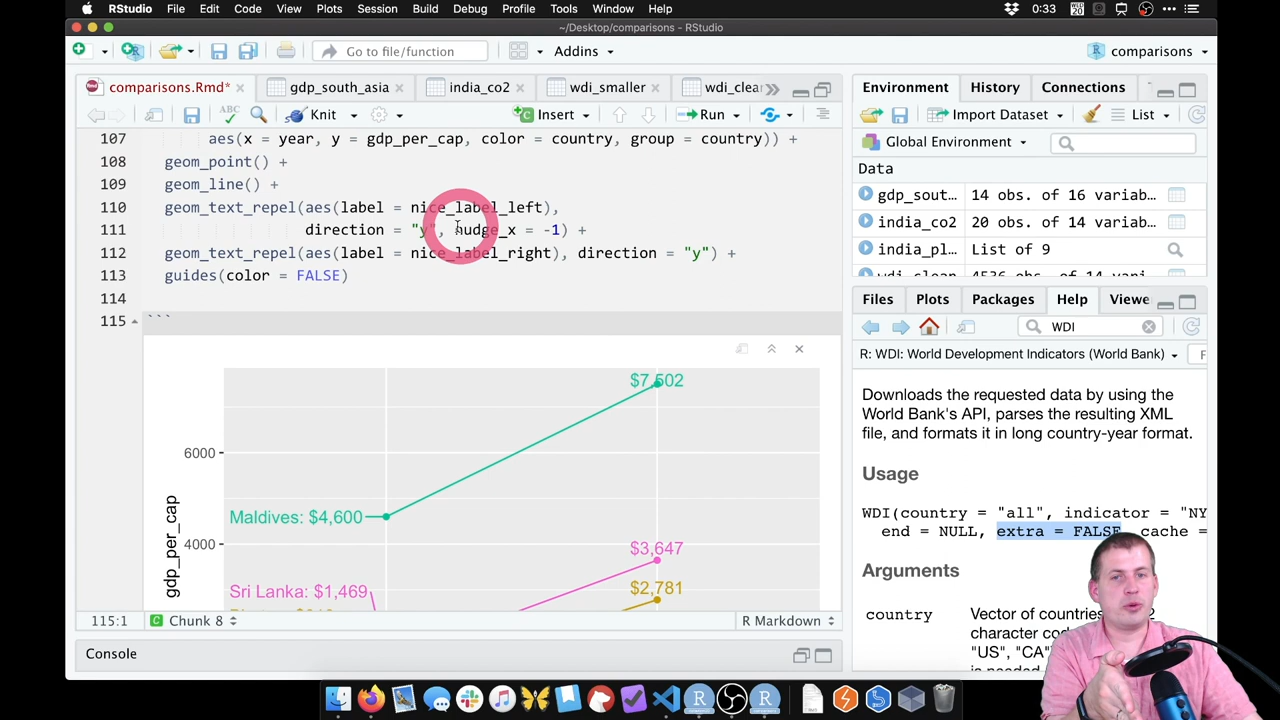 RStudio File Edit Code View Plots Session Build Debug Profile Tools Window Help 0:33
~/Desktop/comparisons - RStudio
Go to file/function Addins comparisons
comparisons.Rmd* gdp_south_asia india_co2 wdi_smaller wdi_clea
Knit Insert Run
107 aes(x = year, y = gdp_per_cap, color = country, group = country)) +
108 geom_point() +
109 geom_line() +
110 geom_text_repel(aes(label = nice_label_left),
111 direction = "y", nudge_x = -1) +
112 geom_text_repel(aes(label = nice_label_right), direction = "y") +
113 guides(color = FALSE)
114
115 ```
$7,502
6000
Maldives: $4,600
4000
$3,647
Sri Lanka: $1,469
$2,781
gdp_per_cap
115:1 Chunk 8 R Markdown
Console
Environment History Connections
Import Dataset List
Global Environment
Data
gdp_sout… 14 obs. of 16 variab…
india_co2 20 obs. of 14 variab…
india_pl… List of 9
Files Plots Packages Help Viewe
WDI
R: WDI: World Development Indicators (World Bank)
Downloads the requested data by using the
World Bank's API, parses the resulting XML
file, and formats it in long country-year format.
Usage
WDI(country = "all", indicator = "NY
end = NULL, extra = FALSE, cache =
Arguments
country Vector of countries
character cod
"US", "CA"
is needed